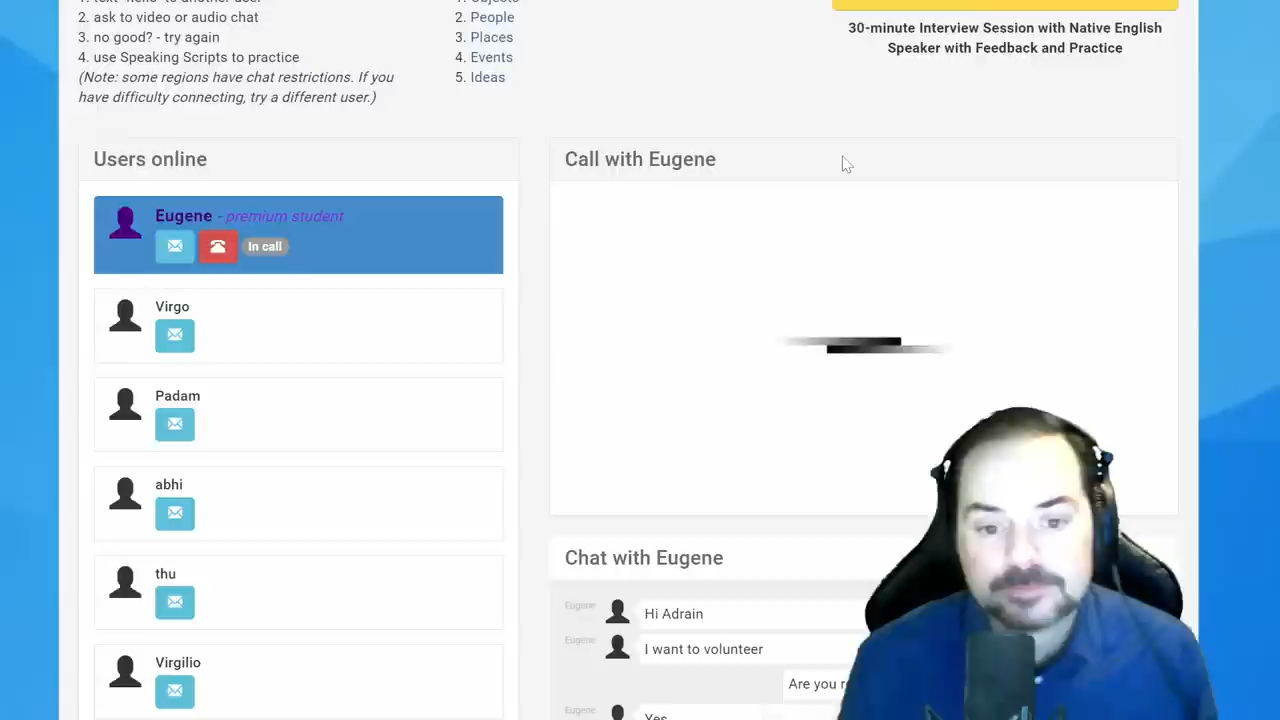 2. ask to video or audio chat
3. no good? - try again
4. use Speaking Scripts to practice
(Note: some regions have chat restrictions. If you
have difficulty connecting, try a different user.)
2. People
3. Places
4. Events
5. Ideas
30-minute Interview Session with Native English
Speaker with Feedback and Practice
Users online
Eugene - premium student
In call
Virgo
Padam
abhi
thu
Virgilio
Call with Eugene
Chat with Eugene
Eugene
Hi Adrain
Eugene
I want to volunteer
Are you
Eugene
Yes